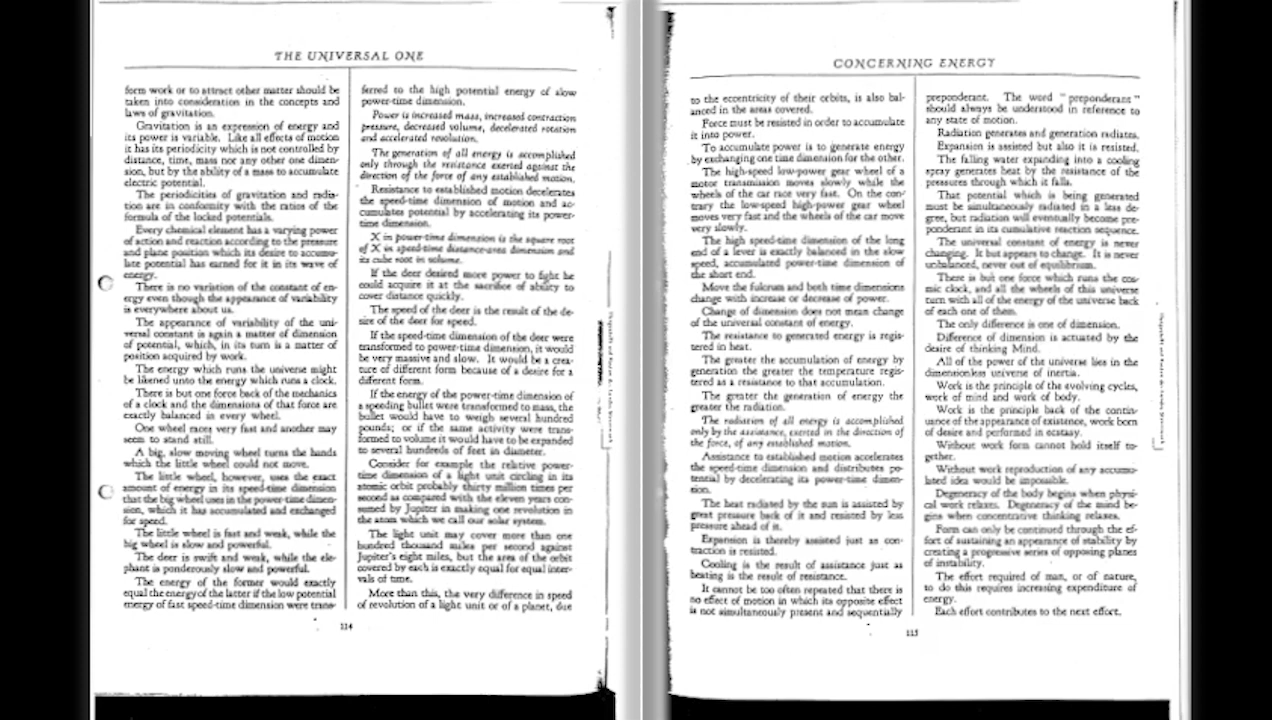 THE UNIVERSAL ONE
form work or to attract other matter should be
taken into consideration in the concepts and
laws of gravitation.
Gravitation is an expression of energy and
its power is variable. Like all effects of motion
it has its periodicity which is not controlled by
distance, time, mass nor any other one dimen-
sion, but by the ability of a mass to accumulate
electric potential.
The periodicities of gravitation and radia-
tion are in conformity with the ratios of the
formula of the locked potentials.
Every chemical element has a varying power
of action and reaction according to the pressure
and plane position which its desire to accumu-
late potential has earned for it in its wave of
energy.
There is no variation of the constant of en-
ergy even though the appearance of variability
is everywhere about us.
The appearance of variability of the uni-
versal constant is again a matter of dimension
of potential, which, in its turn is a matter of
position acquired by work.
The energy which runs the universe might
be likened unto the energy which runs a clock.
There is but one force back of the mechanics
of a clock and the dimensions of that force are
exactly balanced in every wheel.
One wheel races very fast and another may
seem to stand still.
A big, slow moving wheel turns the hands
which the little wheel could not move.
The little wheel, however, uses the exact
amount of energy in its speed-time dimension
that the big wheel uses in the power-time dimen-
sion, which it has accumulated and exchanged
for speed.
The little wheel is fast and weak, while the
big wheel is slow and powerful.
The deer is swift and weak, while the ele-
phant is ponderously slow and powerful.
The energy of the former would exactly
equal the energy of the latter if the low potential
energy of fast speed-time dimension were trans-
ferred to the high potential energy of slow
power-time dimension.
Power is increased mass, increased contraction
pressure, decreased volume, decelerated rotation
and accelerated revolution.
The generation of all energy is accomplished
only through the resistance exerted against the
direction of the force of any established motion.
Resistance to established motion decelerates
the speed-time dimension of motion and ac-
cumulates potential by accelerating its power-
time dimension.
X in power-time dimension is the square root
of X in speed-time distance-area dimension and
its cube root in volume.
If the deer desired more power to fight he
could acquire it at the sacrifice of ability to
cover distance quickly.
The speed of the deer is the result of the de-
sire of the deer for speed.
If the speed-time dimension of the deer were
transformed to power-time dimension, it would
be very massive and slow. It would be a crea-
ture of different form because of a desire for a
different form.
If the energy of the power-time dimension of
a speeding bullet were transformed to mass, the
bullet would have to weigh several hundred
pounds; or if the same activity were trans-
formed to volume it would have to be expanded
to several hundreds of feet in diameter.
Consider for example the relative power-
time dimension of a light unit circling in its
atomic orbit probably thirty million times per
second as compared with the eleven years con-
sumed by Jupiter in making one revolution in
the atom which we call our solar system.
The light unit may cover more than one
hundred thousand miles per second against
Jupiter's eight miles, but the area of the orbit
covered by each is exactly equal for equal inter-
vals of time.
More than this, the very difference in speed
of revolution of a light unit or of a planet, due
114
CONCERNING ENERGY
to the eccentricity of their orbits, is also bal-
anced in the areas covered.
Force must be resisted in order to accumulate
it into power.
To accumulate power is to generate energy
by exchanging one time dimension for the other.
The high-speed low-power gear wheel of a
motor transmission moves slowly while the
wheels of the car race very fast. On the con-
trary the low-speed high-power gear wheel
moves very fast and the wheels of the car move
very slowly.
The high speed-time dimension of the long
end of a lever is exactly balanced in the slow
speed, accumulated power-time dimension of
the short end.
Move the fulcrum and both time dimensions
change with increase or decrease of power.
Change of dimension does not mean change
of the universal constant of energy.
The resistance to generated energy is regis-
tered in heat.
The greater the accumulation of energy by
generation the greater the temperature regis-
tered as a resistance to that accumulation.
The greater the generation of energy the
greater the radiation.
The radiation of all energy is accomplished
only by the assistance, exerted in the direction of
the force, of any established motion.
Assistance to established motion accelerates
the speed-time dimension and distributes po-
tential by decelerating its power-time dimen-
sion.
The heat radiated by the sun is assisted by
great pressure back of it and resisted by less
pressure ahead of it.
Expansion is thereby assisted just as con-
traction is resisted.
Cooling is the result of assistance just as
heating is the result of resistance.
It cannot be too often repeated that there is
no effect of motion in which its opposite effect
is not simultaneously present and sequentially
preponderant. The word "preponderant"
should always be understood in reference to
any state of motion.
Radiation generates and generation radiates.
Expansion is assisted but also it is resisted.
The falling water expanding into a cooling
spray generates heat by the resistance of the
pressures through which it falls.
That potential which is being generated
must be simultaneously radiated in a less de-
gree, but radiation will eventually become pre-
ponderant in its cumulative reaction sequence.
The universal constant of energy is never
changing. It but appears to change. It is never
unbalanced, never out of equilibrium.
There is but one force which runs the cos-
mic clock, and all the wheels of this universe
turn with all of the energy of the universe back
of each one of them.
The only difference is one of dimension.
Difference of dimension is actuated by the
desire of thinking Mind.
All of the power of the universe lies in the
dimensionless universe of inertia.
Work is the principle of the evolving cycles,
work of mind and work of body.
Work is the principle back of the contin-
uance of the appearance of existence, work born
of desire and performed in ecstasy.
Without work form cannot hold itself to-
gether.
Without work reproduction of any accumu-
lated idea would be impossible.
Degeneracy of the body begins when physi-
cal work relaxes. Degeneracy of the mind be-
gins when concentrative thinking relaxes.
Form can only be continued through the ef-
fort of sustaining an appearance of stability by
creating a progressive series of opposing planes
of instability.
The effort required of man, or of nature,
to do this requires increasing expenditure of
energy.
Each effort contributes to the next effort.
115